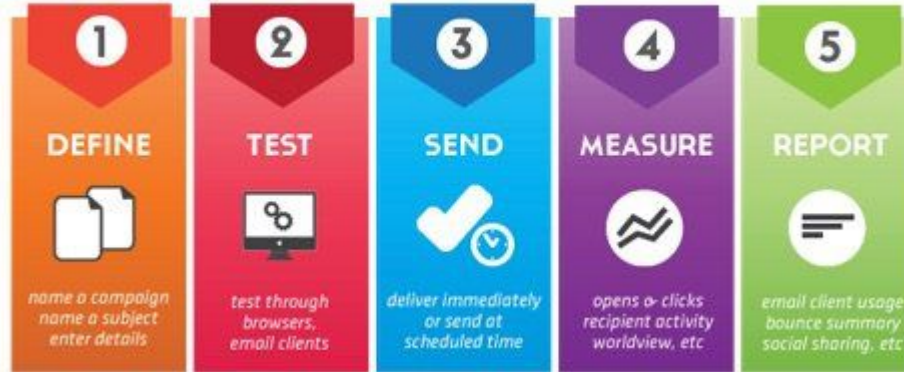 1
DEFINE
name a campaign
name a subject
enter details
2
TEST
test through
browsers,
email clients
3
SEND
deliver immediately
or send at
scheduled time
4
MEASURE
opens & clicks
recipient activity
worldview, etc
5
REPORT
email client usage
bounce summary
social sharing, etc